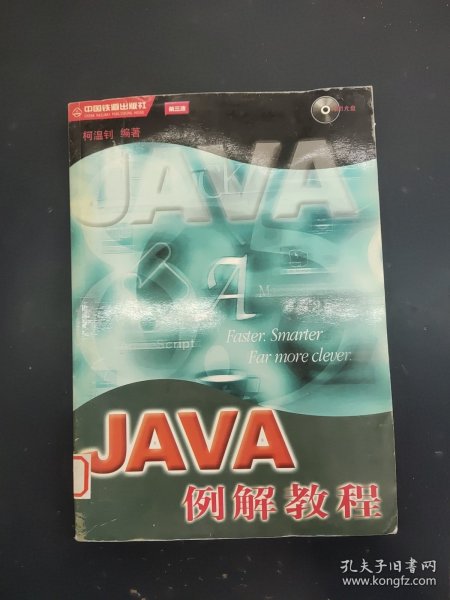 中国铁道出版社
CHINA RAILWAY PUBLISHING HOUSE
第三版
柯温钊 编著
JAVA
A
M
Script
Faster. Smarter
Far more clever.
JAVA
例解教程
孔夫子旧书网
www.kongfz.com